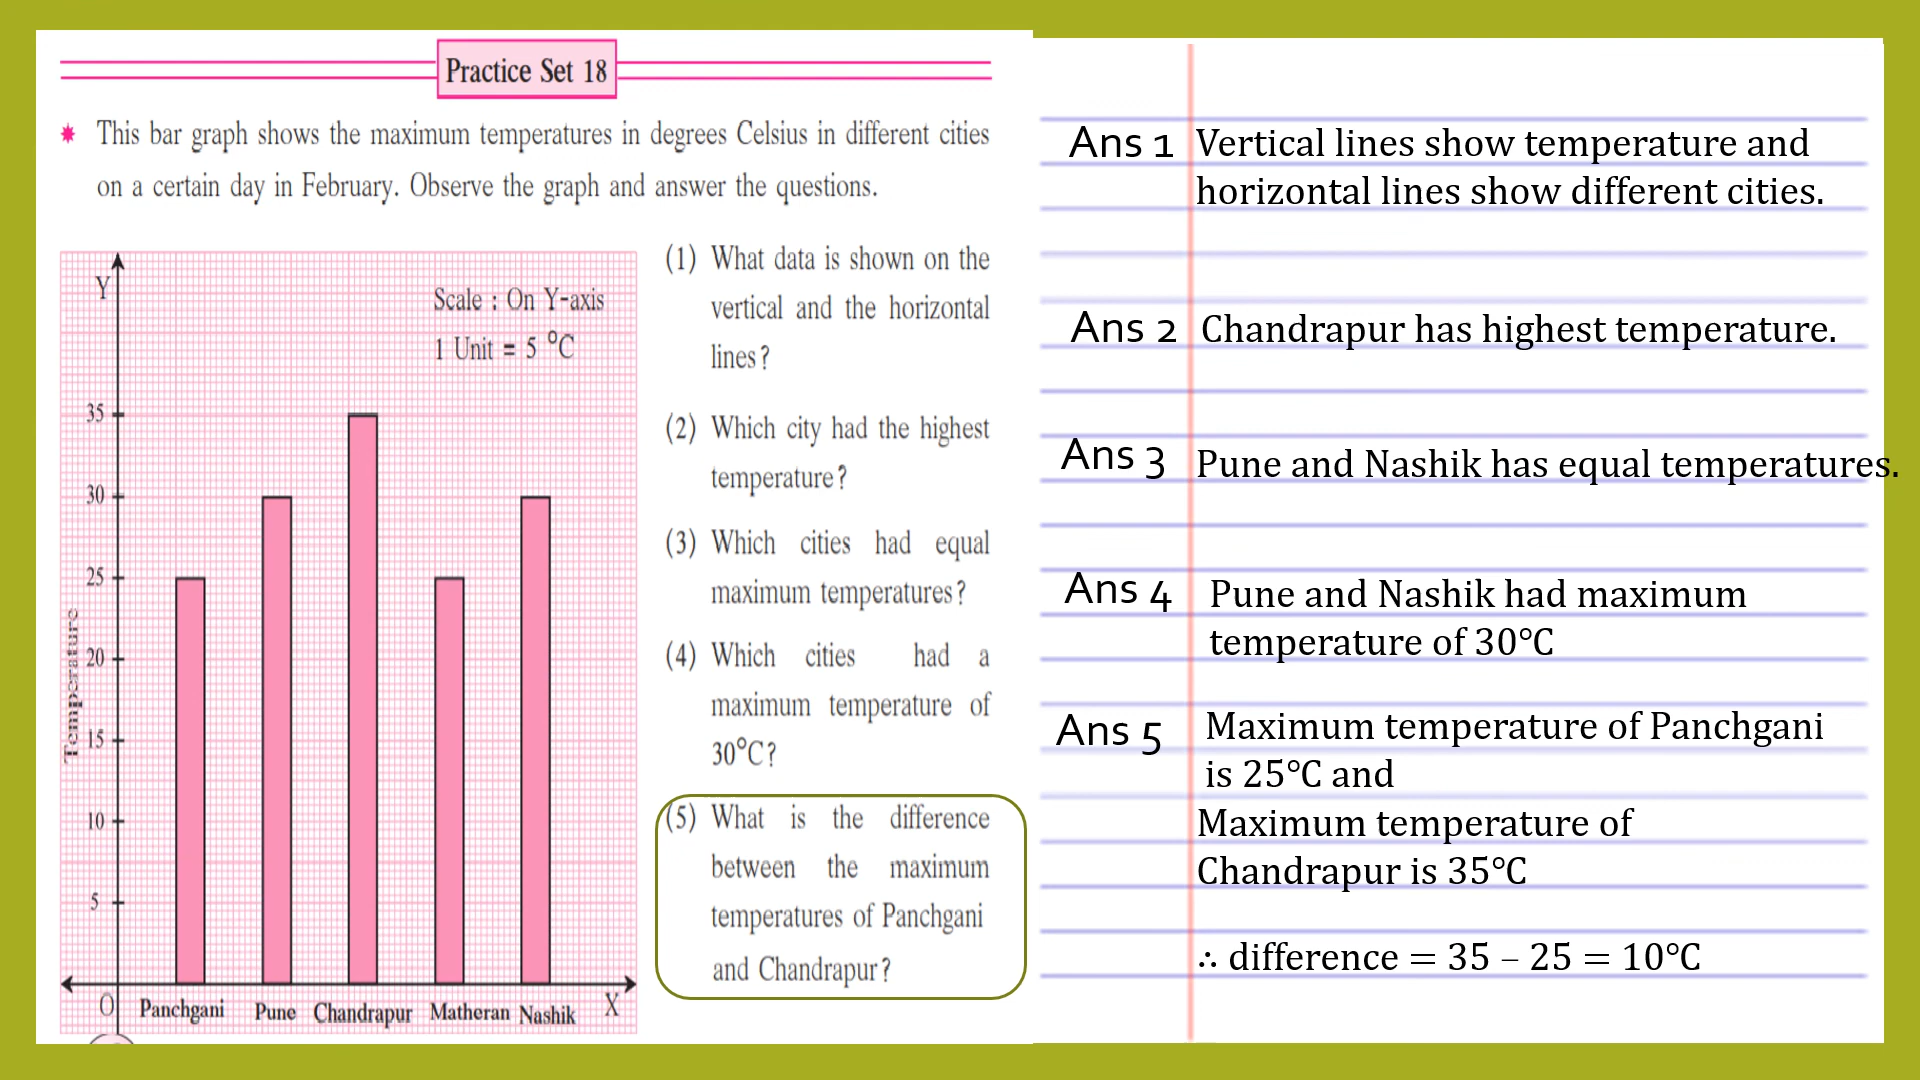 Practice Set 18
This bar graph shows the maximum temperatures in degrees Celsius in different cities
on a certain day in February. Observe the graph and answer the questions.
Y
Scale : On Y-axis
1 Unit = 5 °C
35
30
25
20
15
10
5
Temperature
O
X
Panchgani
Pune
Chandrapur
Matheran
Nashik
(1) What data is shown on the
vertical and the horizontal
lines?
(2) Which city had the highest
temperature?
(3) Which cities had equal
maximum temperatures?
(4) Which cities had a
maximum temperature of
30°C?
(5) What is the difference
between the maximum
temperatures of Panchgani
and Chandrapur?
Ans 1 Vertical lines show temperature and
horizontal lines show different cities.
Ans 2 Chandrapur has highest temperature.
Ans 3 Pune and Nashik has equal temperatures.
Ans 4 Pune and Nashik had maximum
temperature of 30°C
Ans 5 Maximum temperature of Panchgani
is 25°C and
Maximum temperature of
Chandrapur is 35°C
∴ difference = 35 – 25 = 10°C